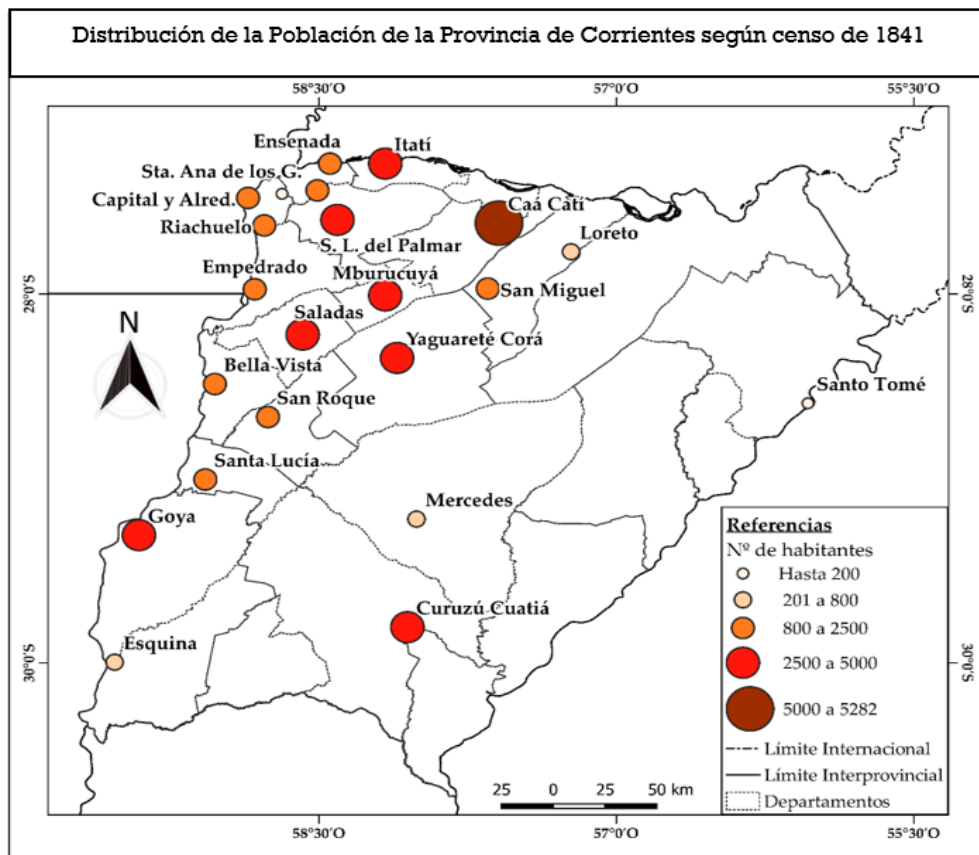 Distribución de la Población de la Provincia de Corrientes según censo de 1841
58°30'O
57°0'O
55°30'O
Ensenada
Itatí
Sta. Ana de los G.
Capital y Alred.
Caá Catí
Riachuelo
Loreto
S. L. del Palmar
Empedrado
Mburucuyá
28°0'S
28°0'S
San Miguel
N
Saladas
Yaguareté Corá
Bella Vista
Santo Tomé
San Roque
Santa Lucía
Mercedes
Goya
Curuzú Cuatiá
Esquina
30°0'S
30°0'S
Referencias
Nº de habitantes
Hasta 200
201 a 800
800 a 2500
2500 a 5000
5000 a 5282
Límite Internacional
Límite Interprovincial
Departamentos
25 0 25 50 km
58°30'O
57°0'O
55°30'O